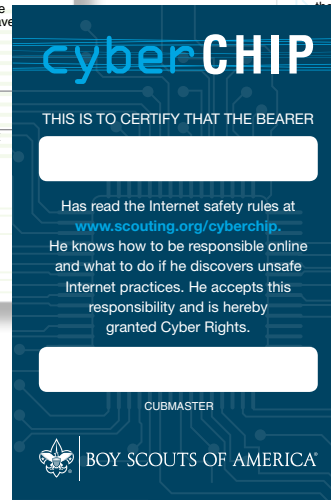 cyber CHIP
THIS IS TO CERTIFY THAT THE BEARER
Has read the Internet safety rules at
www.scouting.org/cyberchip.
He knows how to be responsible online
and what to do if he discovers unsafe
Internet practices. He accepts this
responsibility and is hereby
granted Cyber Rights.
CUBMASTER
BOY SCOUTS OF AMERICA®